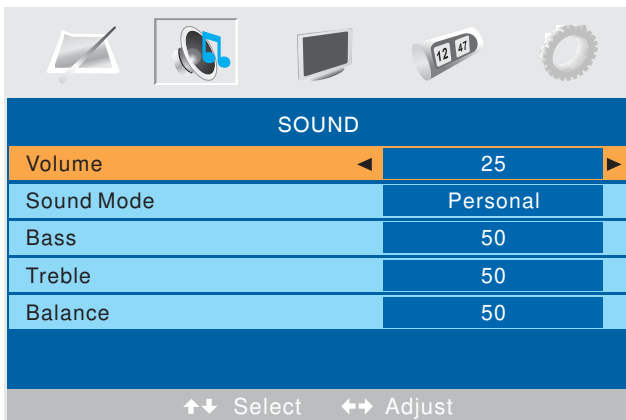 12 47
SOUND
Volume ◄ 25 ►
Sound Mode Personal
Bass 50
Treble 50
Balance 50
Select Adjust